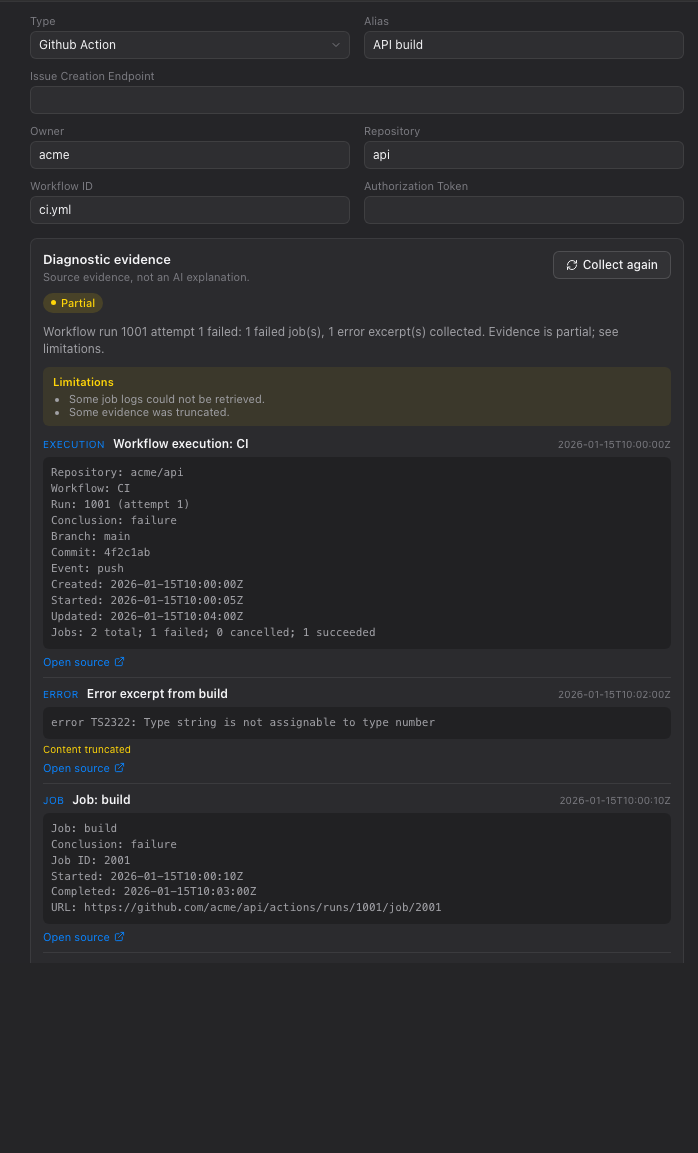 Type
Alias
Github Action
API build
Issue Creation Endpoint
Owner
Repository
acme
api
Workflow ID
Authorization Token
ci.yml
Diagnostic evidence
Collect again
Source evidence, not an AI explanation.
Partial
Workflow run 1001 attempt 1 failed: 1 failed job(s), 1 error excerpt(s) collected. Evidence is partial; see
limitations.
Limitations
Some job logs could not be retrieved.
Some evidence was truncated.
EXECUTION Workflow execution: CI 2026-01-15T10:00:00Z
Repository: acme/api
Workflow: CI
Run: 1001 (attempt 1)
Conclusion: failure
Branch: main
Commit: 4f2c1ab
Event: push
Created: 2026-01-15T10:00:00Z
Started: 2026-01-15T10:00:05Z
Updated: 2026-01-15T10:04:00Z
Jobs: 2 total; 1 failed; 0 cancelled; 1 succeeded
Open source
ERROR Error excerpt from build 2026-01-15T10:02:00Z
error TS2322: Type string is not assignable to type number
Content truncated
Open source
JOB Job: build 2026-01-15T10:00:10Z
Job: build
Conclusion: failure
Job ID: 2001
Started: 2026-01-15T10:00:10Z
Completed: 2026-01-15T10:03:00Z
URL: https://github.com/acme/api/actions/runs/1001/job/2001
Open source